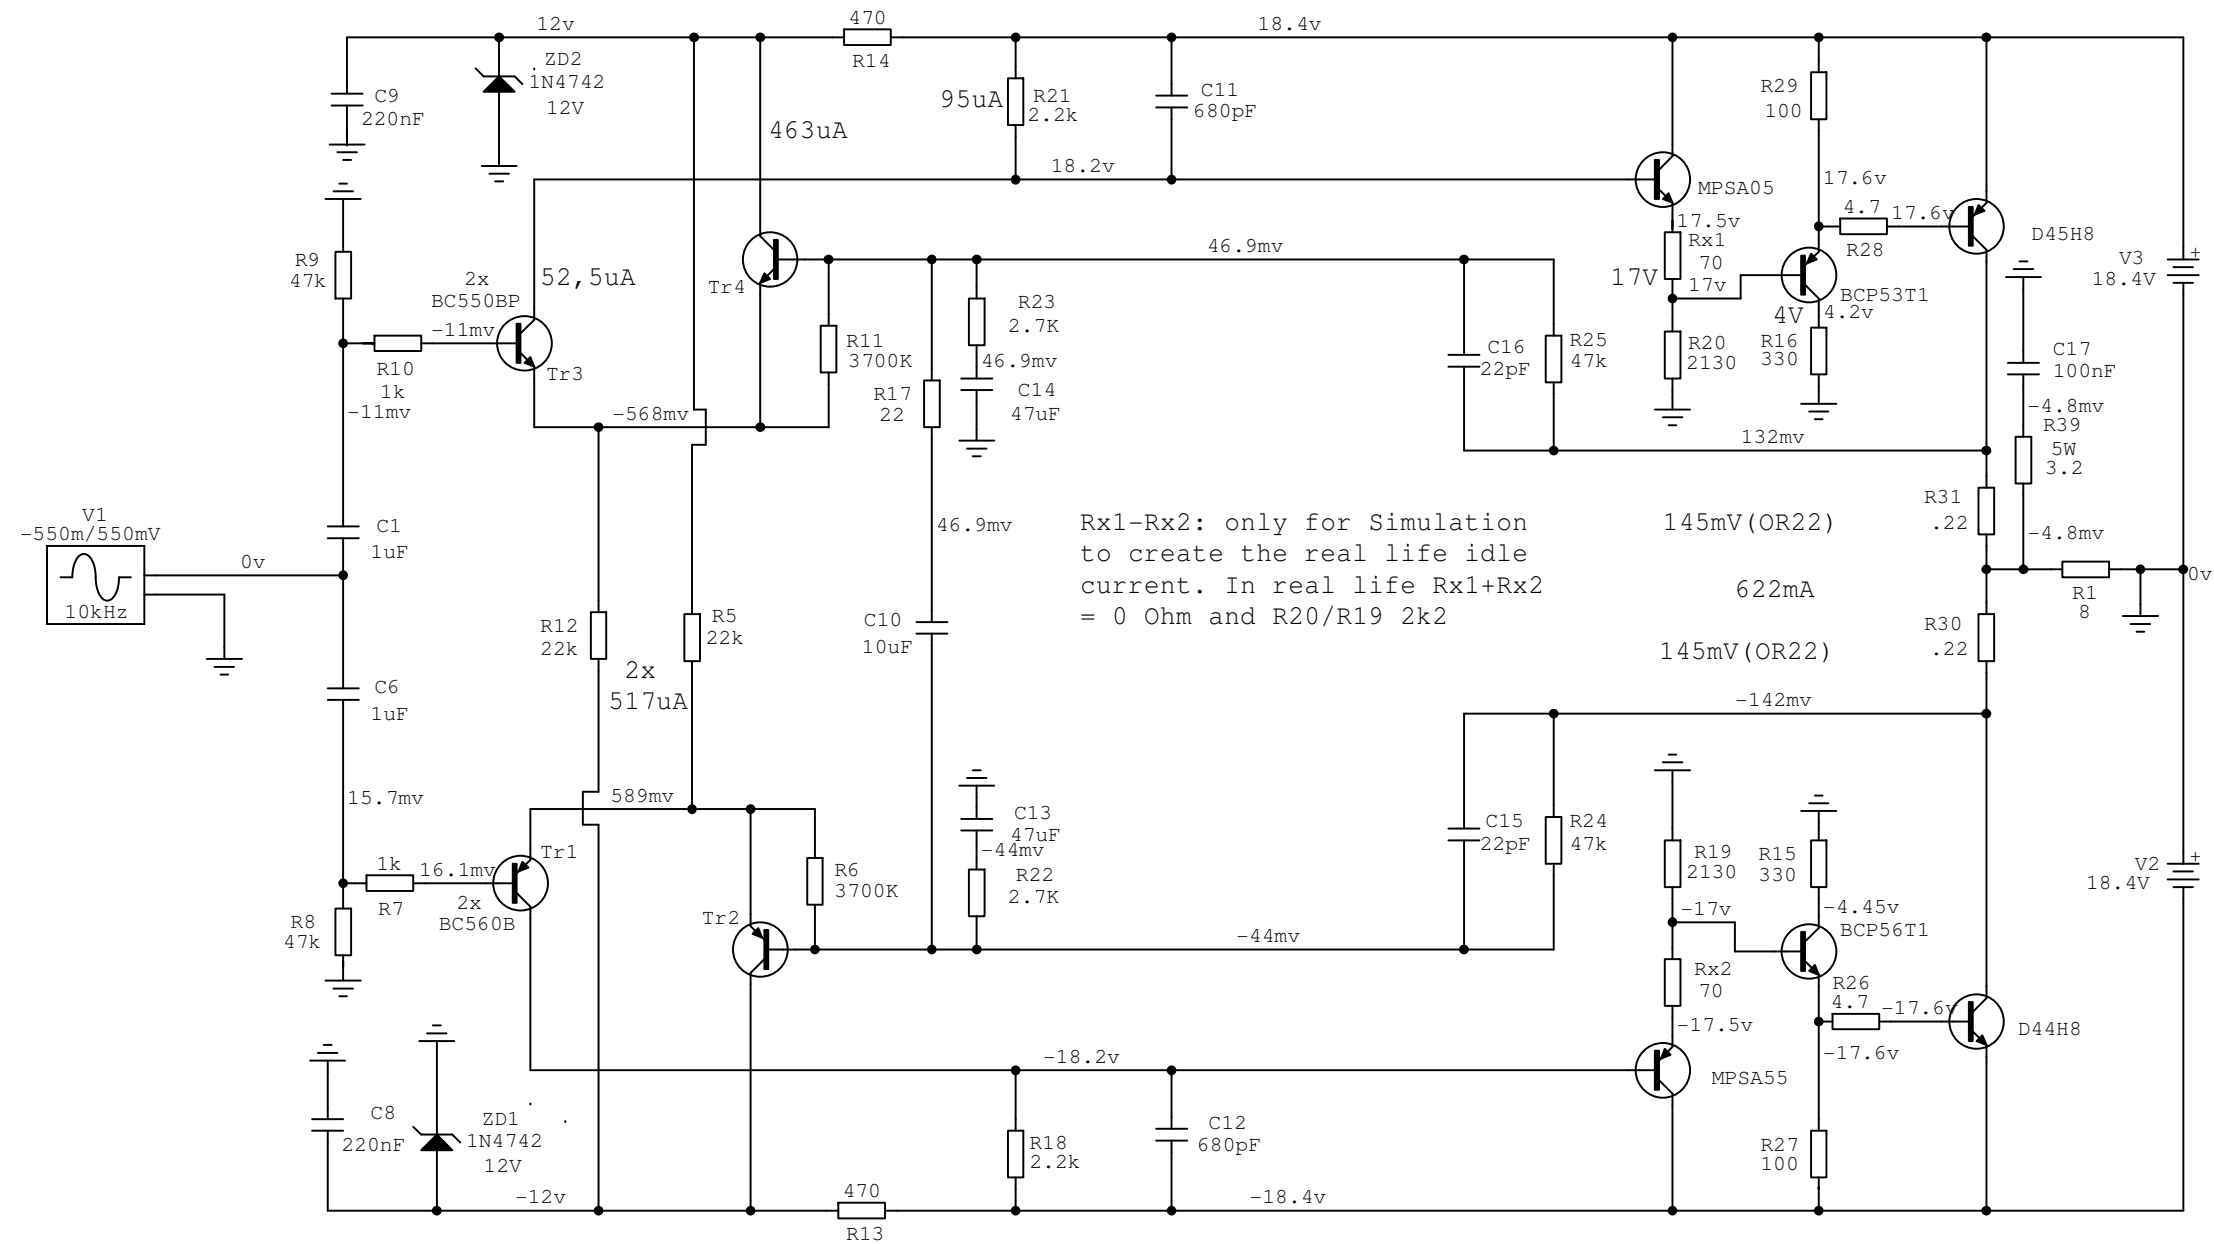 12v
470
R14
18.4v
ZD2
1N4742
12V
C9
220nF
463uA
95uA
R21
2.2k
C11
680pF
R29
100
18.2v
MPSA05
17.6v
4.7
17.6v
R28
D45H8
17.5v
Rx1
70
17V
17v
BCP53T1
4V
4.2v
R16
330
R20
2130
V3
18.4V
+
R9
47k
2x
BC550BP
52,5uA
-11mv
R10
1k
-11mv
Tr3
Tr4
46.9mv
R23
2.7K
46.9mv
C14
47uF
R11
3700K
R17
22
C16
22pF
R25
47k
C17
100nF
-4.8mv
R39
5W
3.2
-568mv
132mv
R31
.22
-4.8mv
V1
-550m/550mV
10kHz
0v
C1
1uF
46.9mv
Rx1-Rx2: only for Simulation
to create the real life idle
current. In real life Rx1+Rx2
= 0 Ohm and R20/R19 2k2
145mV(OR22)
622mA
145mV(OR22)
R1
8
0v
R12
22k
R5
22k
2x
517uA
C10
10uF
R30
.22
C6
1uF
-142mv
15.7mv
589mv
C13
47uF
-44mv
R22
2.7K
C15
22pF
R24
47k
R19
2130
R15
330
V2
18.4V
+
1k
R7
16.1mv
2x
BC560B
Tr1
R8
47k
R6
3700K
Tr2
-44mv
-17v
-4.45v
BCP56T1
Rx2
70
R26
4.7
-17.6v
-17.5v
-17.6v
D44H8
-18.2v
MPSA55
C8
220nF
ZD1
1N4742
12V
R18
2.2k
C12
680pF
R27
100
-12v
470
R13
-18.4v